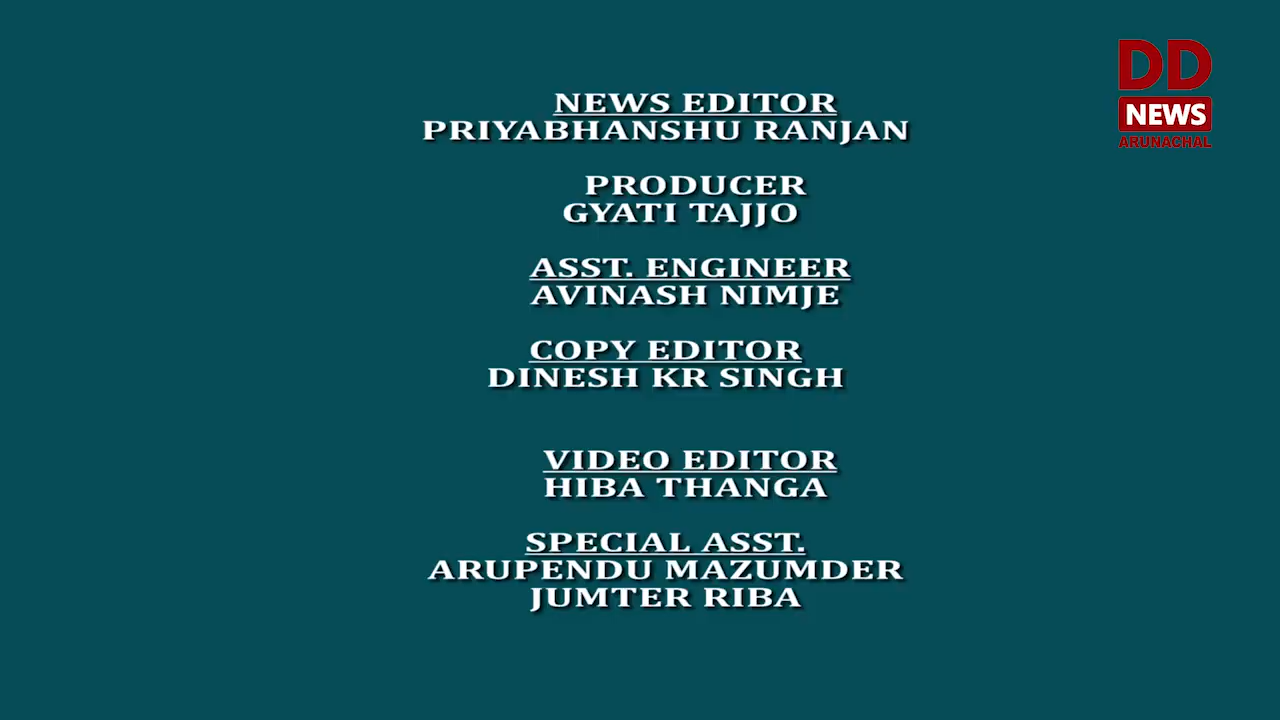 DD
NEWS
ARUNACHAL
NEWS EDITOR
PRIYABHANSHU RANJAN
PRODUCER
GYATI TAJJO
ASST. ENGINEER
AVINASH NIMJE
COPY EDITOR
DINESH KR SINGH
VIDEO EDITOR
HIBA THANGA
SPECIAL ASST.
ARUPENDU MAZUMDER
JUMTER RIBA